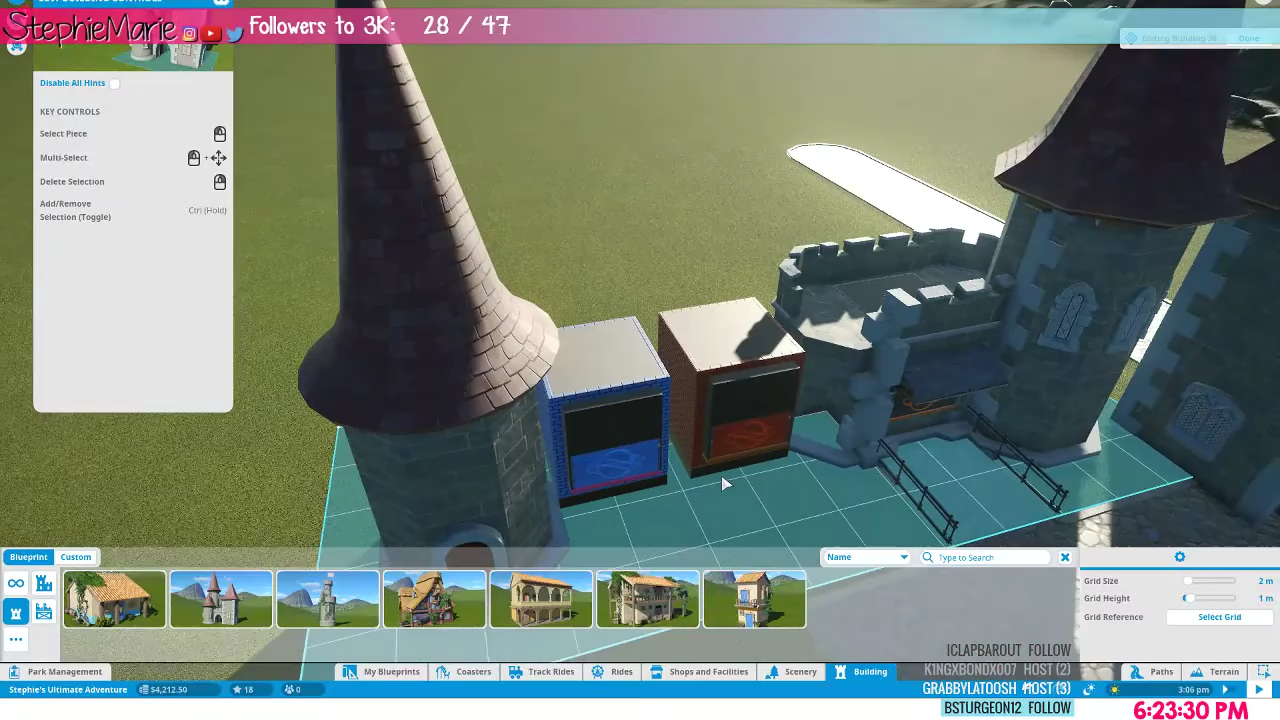 StephieMarie
Followers to 3K: 28 / 47
Editing Building 38 Done
Disable All Hints
KEY CONTROLS
Select Piece
Multi-Select +
Delete Selection
Add/Remove
Selection (Toggle) Ctrl (Hold)
Blueprint Custom
Name Type to Search
Grid Size 2 m
Grid Height 1 m
Grid Reference Select Grid
ICLAPBAROUT FOLLOW
KINGXBONDX007 HOST (2)
GRABBYLATOOSH HOST (3)
BSTURGEON12 FOLLOW
Park Management My Blueprints Coasters Track Rides Rides Shops and Facilities Scenery Building Paths Terrain
Stephie's Ultimate Adventure $4,212.50 18 0 3:06 pm
6:23:30 PM